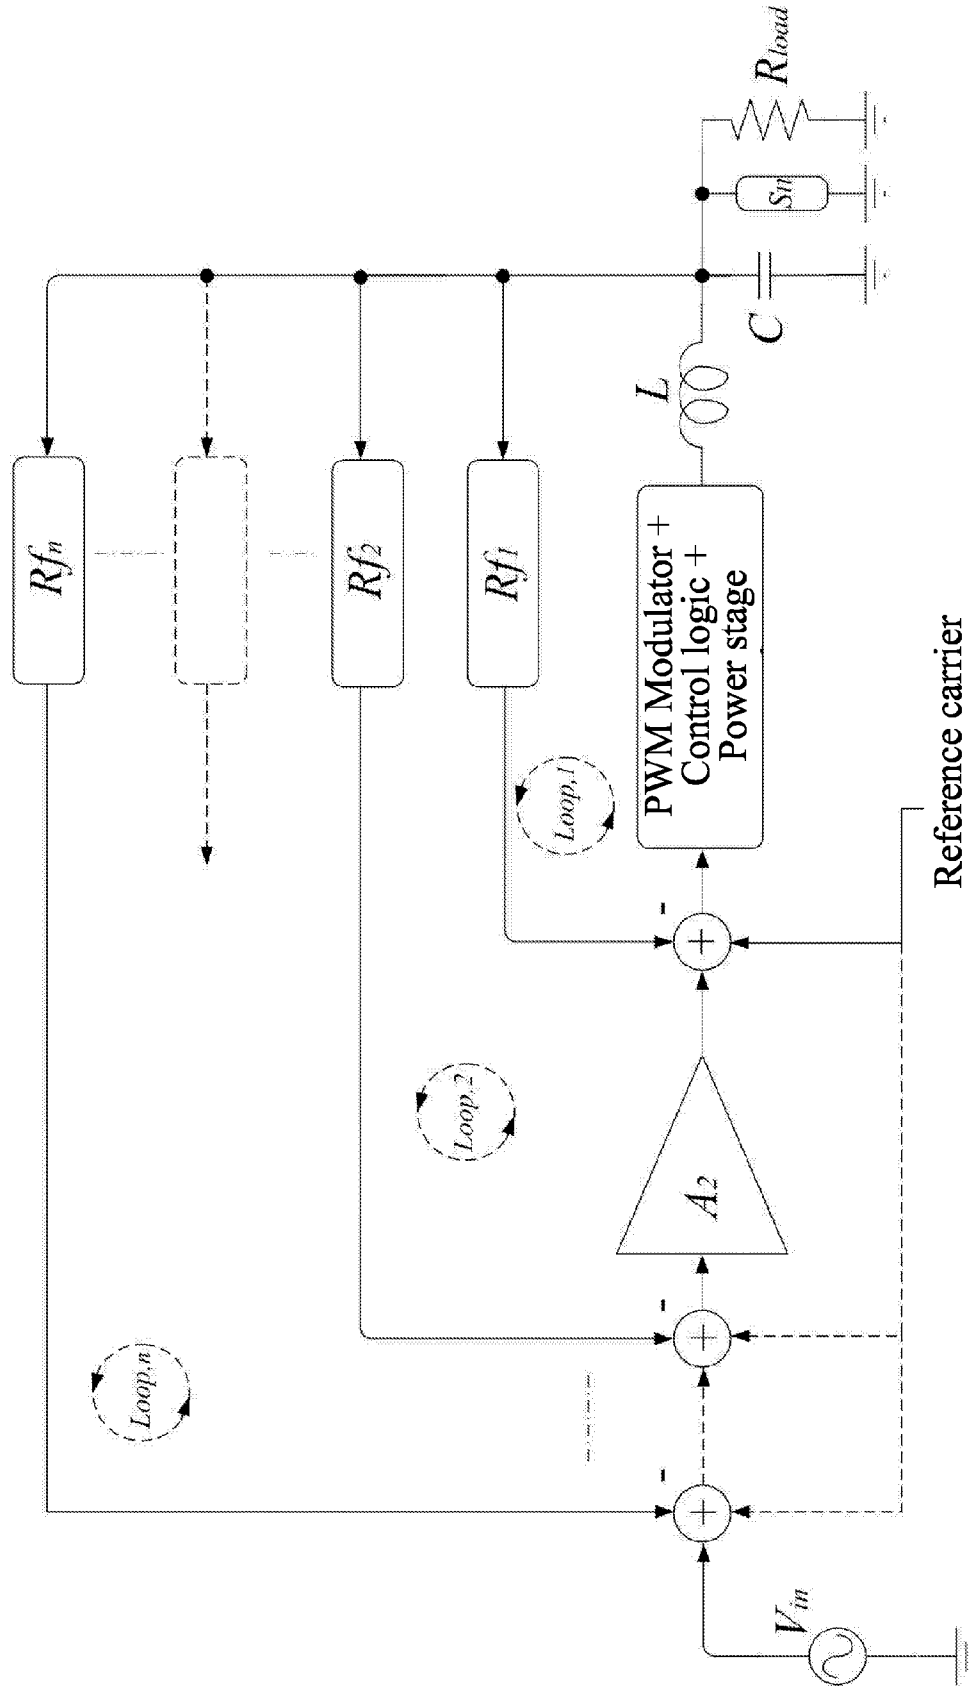 Rfn
Rf2
Rf1
Loop,n
Loop,2
Loop,1
Vin
A2
PWM Modulator +
Control logic +
Power stage
L
C
Sn
Rload
Reference carrier
+
-
+
-
+
-